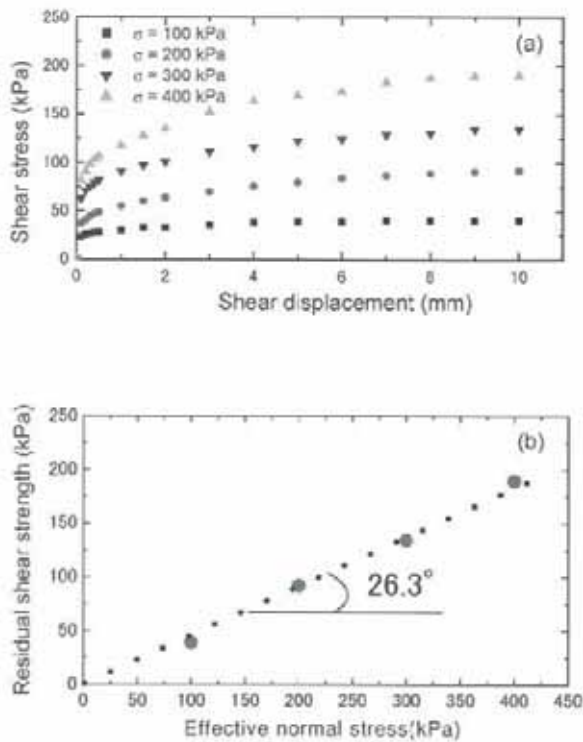 250
200
150
100
50
0
Shear stress (kPa)
σ = 100 kPa
σ = 200 kPa
σ = 300 kPa
σ = 400 kPa
(a)
0 2 4 6 8 10
Shear displacement (mm)
250
200
150
100
50
0
Residual shear strength (kPa)
(b)
26.3°
0 50 100 150 200 250 300 350 400 450
Effective normal stress(kPa)